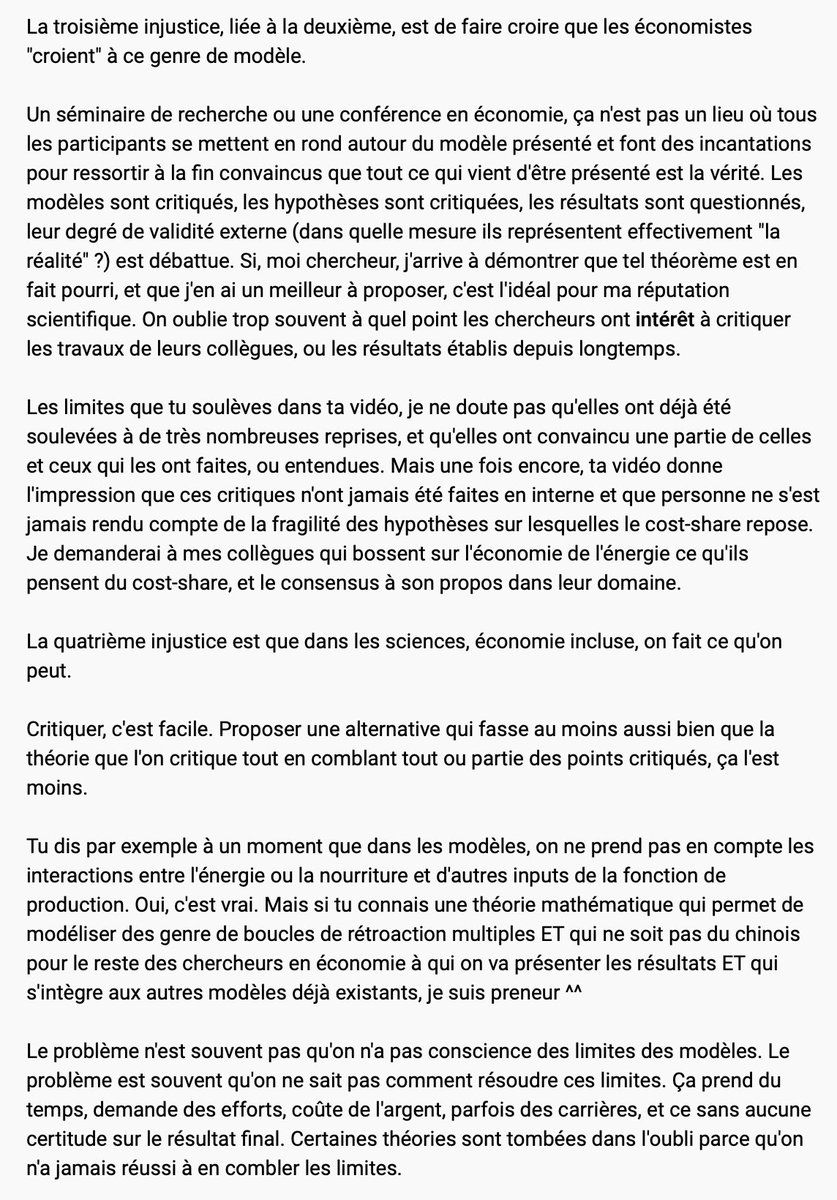 La troisième injustice, liée à la deuxième, est de faire croire que les économistes
"croient" à ce genre de modèle.
Un séminaire de recherche ou une conférence en économie, ça n'est pas un lieu où tous
les participants se mettent en rond autour du modèle présenté et font des incantations
pour ressortir à la fin convaincus que tout ce qui vient d'être présenté est la vérité. Les
modèles sont critiqués, les hypothèses sont critiquées, les résultats sont questionnés,
leur degré de validité externe (dans quelle mesure ils représentent effectivement "la
réalité" ?) est débattue. Si, moi chercheur, j'arrive à démontrer que tel théorème est en
fait pourri, et que j'en ai un meilleur à proposer, c'est l'idéal pour ma réputation
scientifique. On oublie trop souvent à quel point les chercheurs ont intérêt à critiquer
les travaux de leurs collègues, ou les résultats établis depuis longtemps.
Les limites que tu soulèves dans ta vidéo, je ne doute pas qu'elles ont déjà été
soulevées à de très nombreuses reprises, et qu'elles ont convaincu une partie de celles
et ceux qui les ont faites, ou entendues. Mais une fois encore, ta vidéo donne
l'impression que ces critiques n'ont jamais été faites en interne et que personne ne s'est
jamais rendu compte de la fragilité des hypothèses sur lesquelles le cost-share repose.
Je demanderai à mes collègues qui bossent sur l'économie de l'énergie ce qu'ils
pensent du cost-share, et le consensus à son propos dans leur domaine.
La quatrième injustice est que dans les sciences, économie incluse, on fait ce qu'on
peut.
Critiquer, c'est facile. Proposer une alternative qui fasse au moins aussi bien que la
théorie que l'on critique tout en comblant tout ou partie des points critiqués, ça l'est
moins.
Tu dis par exemple à un moment que dans les modèles, on ne prend pas en compte les
interactions entre l'énergie ou la nourriture et d'autres inputs de la fonction de
production. Oui, c'est vrai. Mais si tu connais une théorie mathématique qui permet de
modéliser des genre de boucles de rétroaction multiples ET qui ne soit pas du chinois
pour le reste des chercheurs en économie à qui on va présenter les résultats ET qui
s'intègre aux autres modèles déjà existants, je suis preneur ^^
Le problème n'est souvent pas qu'on n'a pas conscience des limites des modèles. Le
problème est souvent qu'on ne sait pas comment résoudre ces limites. Ça prend du
temps, demande des efforts, coûte de l'argent, parfois des carrières, et ce sans aucune
certitude sur le résultat final. Certaines théories sont tombées dans l'oubli parce qu'on
n'a jamais réussi à en combler les limites.